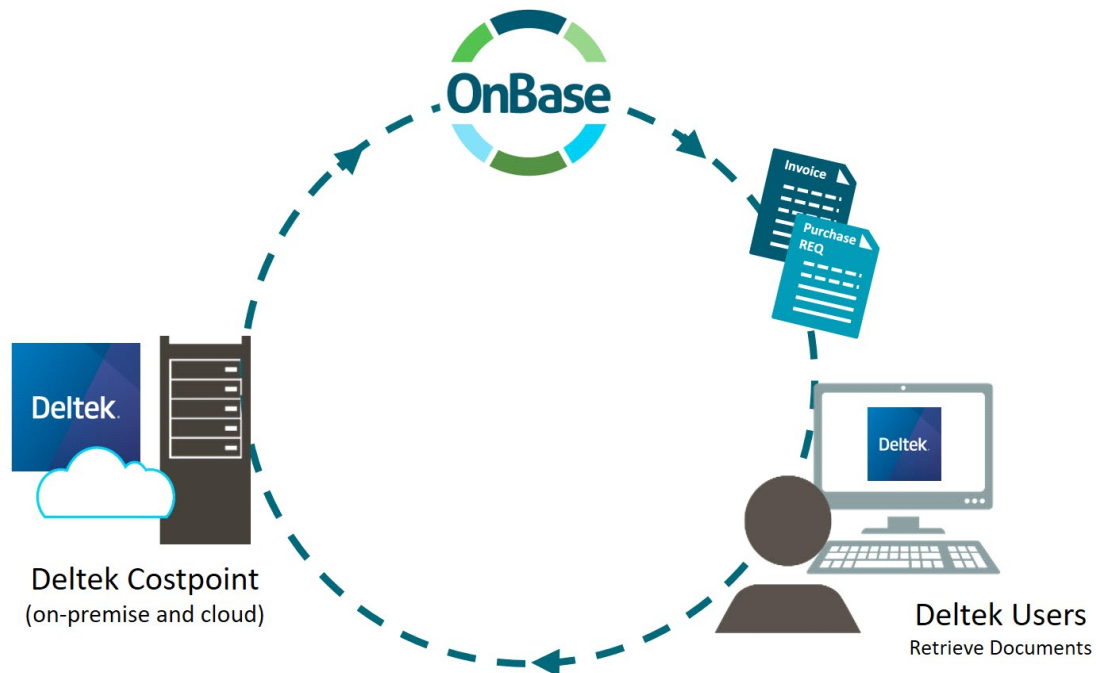 OnBase
Invoice
Purchase
REQ
Deltek.
Deltek.
Deltek Costpoint
(on-premise and cloud)
Deltek Users
Retrieve Documents